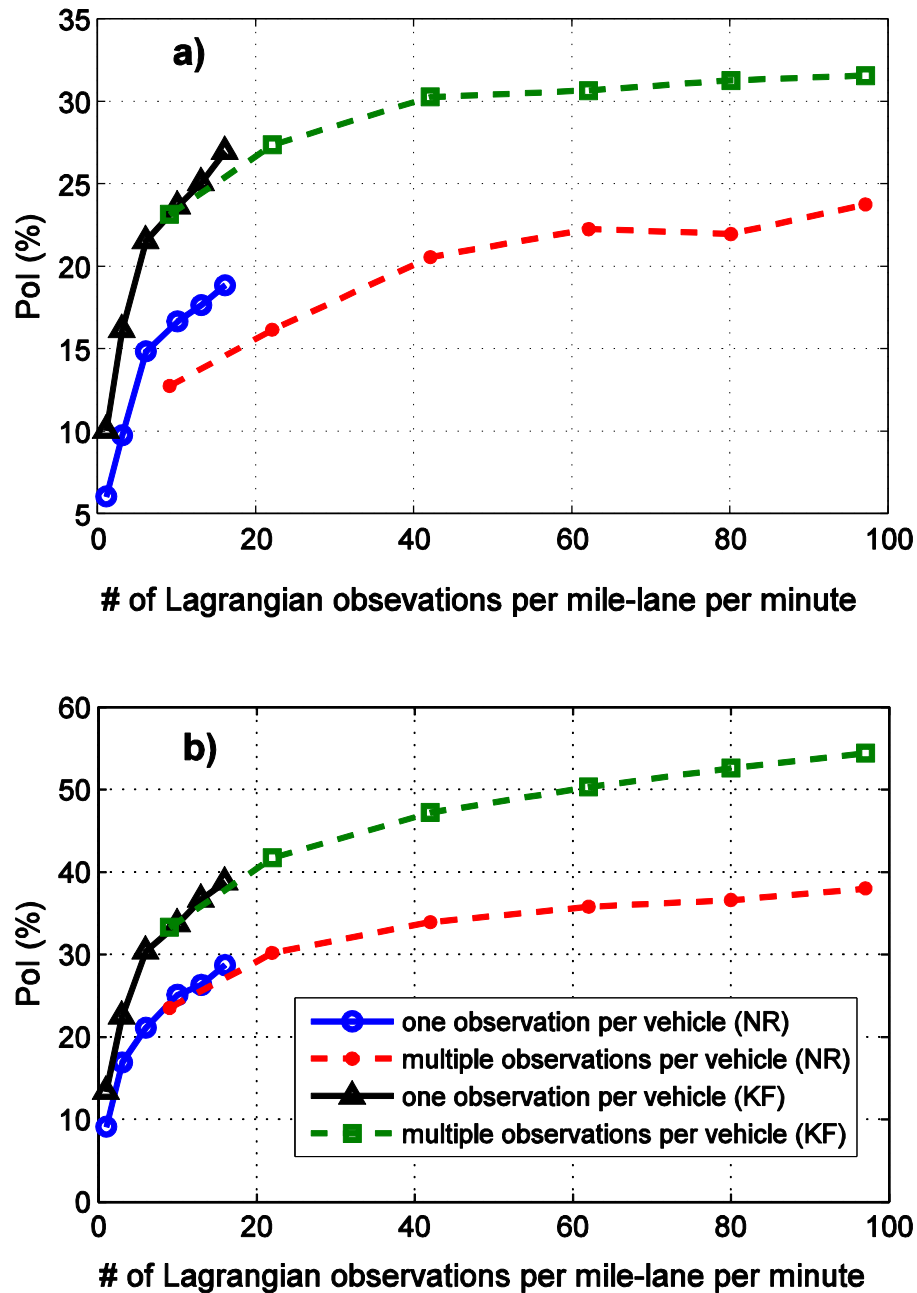 35
a)
30
25
20
15
10
5
PoI (%)
0 20 40 60 80 100
# of Lagrangian obsevations per mile-lane per minute
60
b)
50
40
30
20
10
0
PoI (%)
one observation per vehicle (NR)
multiple observations per vehicle (NR)
one observation per vehicle (KF)
multiple observations per vehicle (KF)
0 20 40 60 80 100
# of Lagrangian observations per mile-lane per minute